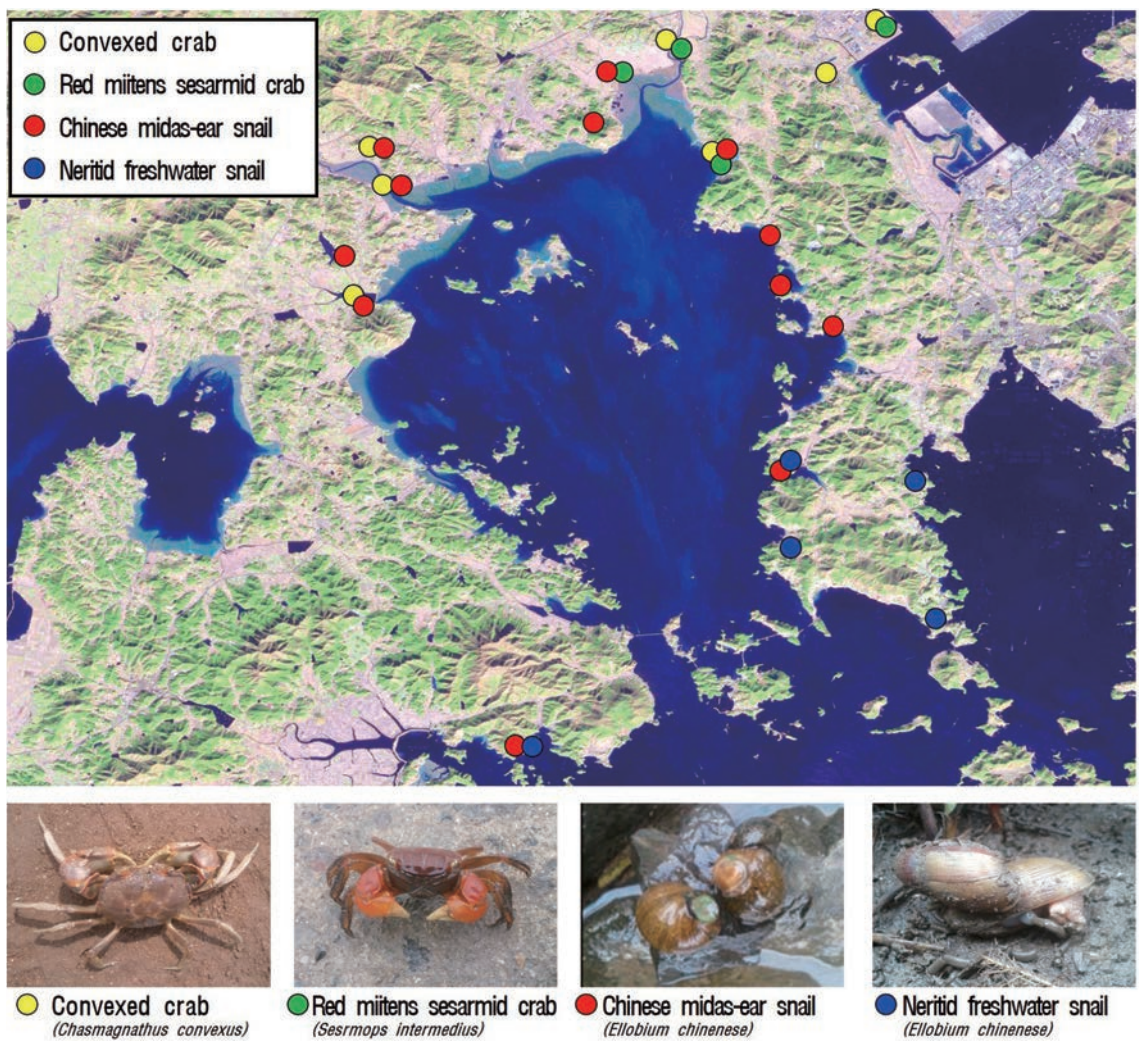 Convexed crab
Red miitens sesarmid crab
Chinese midas-ear snail
Neritid freshwater snail
Convexed crab
(Chasmagnathus convexus)
Red miitens sesarmid crab
(Sesrmops intermedius)
Chinese midas-ear snail
(Ellobium chinenese)
Neritid freshwater snail
(Ellobium chinenese)